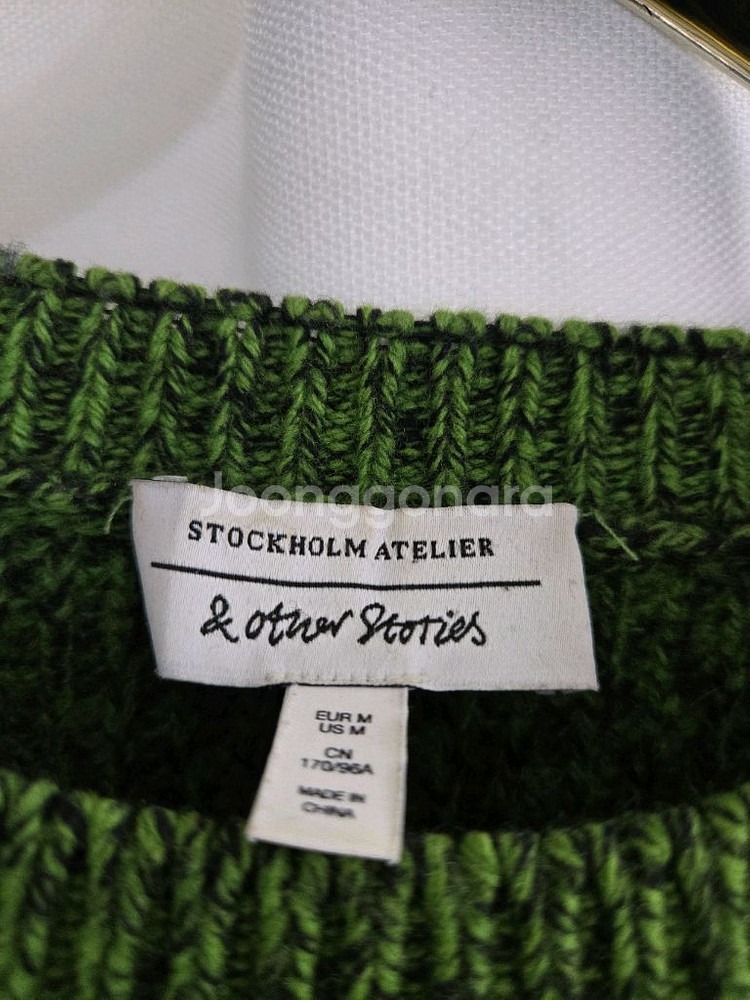 Joonggonara
STOCKHOLM ATELIER
& other Stories
EUR M
US M
CN
170/96A
MADE IN
CHINA